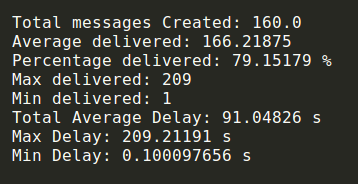 Total messages Created: 160.0
Average delivered: 166.21875
Percentage delivered: 79.15179 %
Max delivered: 209
Min delivered: 1
Total Average Delay: 91.04826 s
Max Delay: 209.21191 s
Min Delay: 0.100097656 s